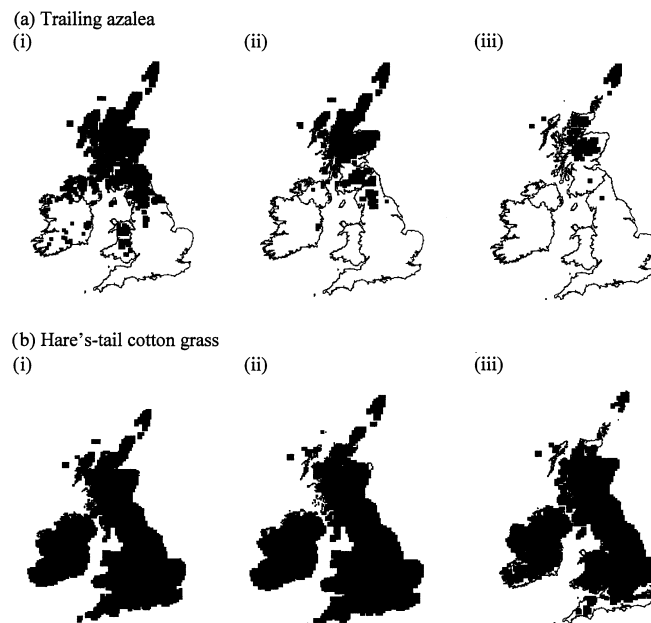 (a) Trailing azalea
(i) (ii) (iii)
(b) Hare's-tail cotton grass
(i) (ii) (iii)